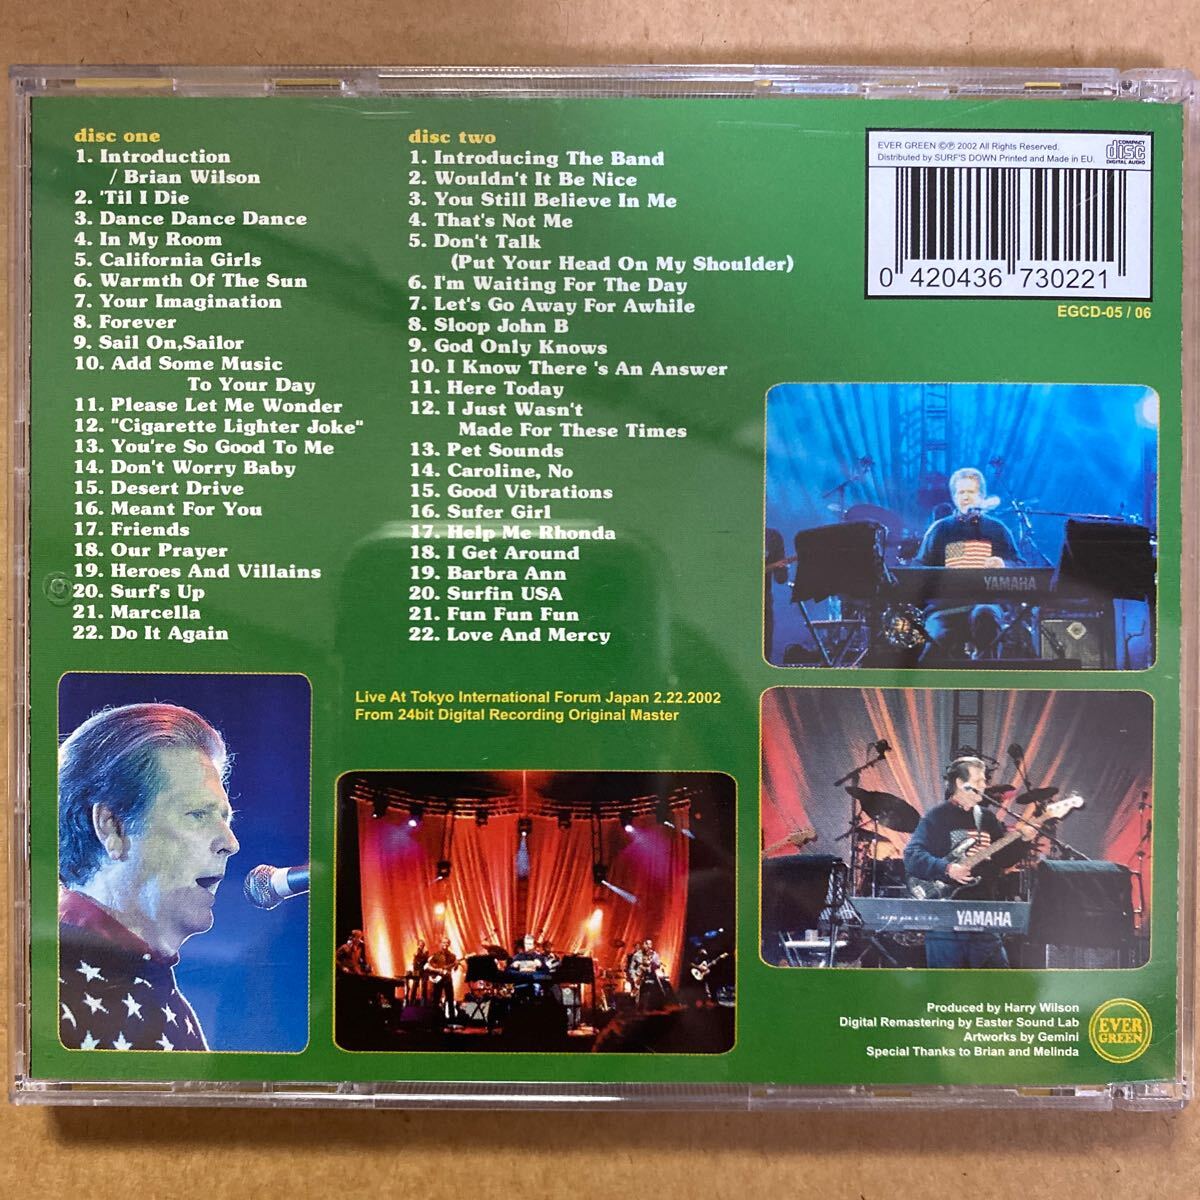 disc one
1. Introduction
/ Brian Wilson
2. 'Til I Die
3. Dance Dance Dance
4. In My Room
5. California Girls
6. Warmth Of The Sun
7. Your Imagination
8. Forever
9. Sail On,Sailor
10. Add Some Music
To Your Day
11. Please Let Me Wonder
12. "Cigarette Lighter Joke"
13. You're So Good To Me
14. Don't Worry Baby
15. Desert Drive
16. Meant For You
17. Friends
18. Our Prayer
19. Heroes And Villains
20. Surf's Up
21. Marcella
22. Do It Again
disc two
1. Introducing The Band
2. Wouldn't It Be Nice
3. You Still Believe In Me
4. That's Not Me
5. Don't Talk
(Put Your Head On My Shoulder)
6. I'm Waiting For The Day
7. Let's Go Away For Awhile
8. Sloop John B
9. God Only Knows
10. I Know There 's An Answer
11. Here Today
12. I Just Wasn't
Made For These Times
13. Pet Sounds
14. Caroline, No
15. Good Vibrations
16. Sufer Girl
17. Help Me Rhonda
18. I Get Around
19. Barbra Ann
20. Surfin USA
21. Fun Fun Fun
22. Love And Mercy
EVER GREEN ©℗ 2002 All Rights Reserved.
Distributed by SURF'S DOWN Printed and Made in EU.
COMPACT
disc
DIGITAL AUDIO
0 420436 730221
EGCD-05 / 06
YAMAHA
YAMAHA
Live At Tokyo International Forum Japan 2.22.2002
From 24bit Digital Recording Original Master
Produced by Harry Wilson
Digital Remastering by Easter Sound Lab
Artworks by Gemini
Special Thanks to Brian and Melinda
EVER
GREEN